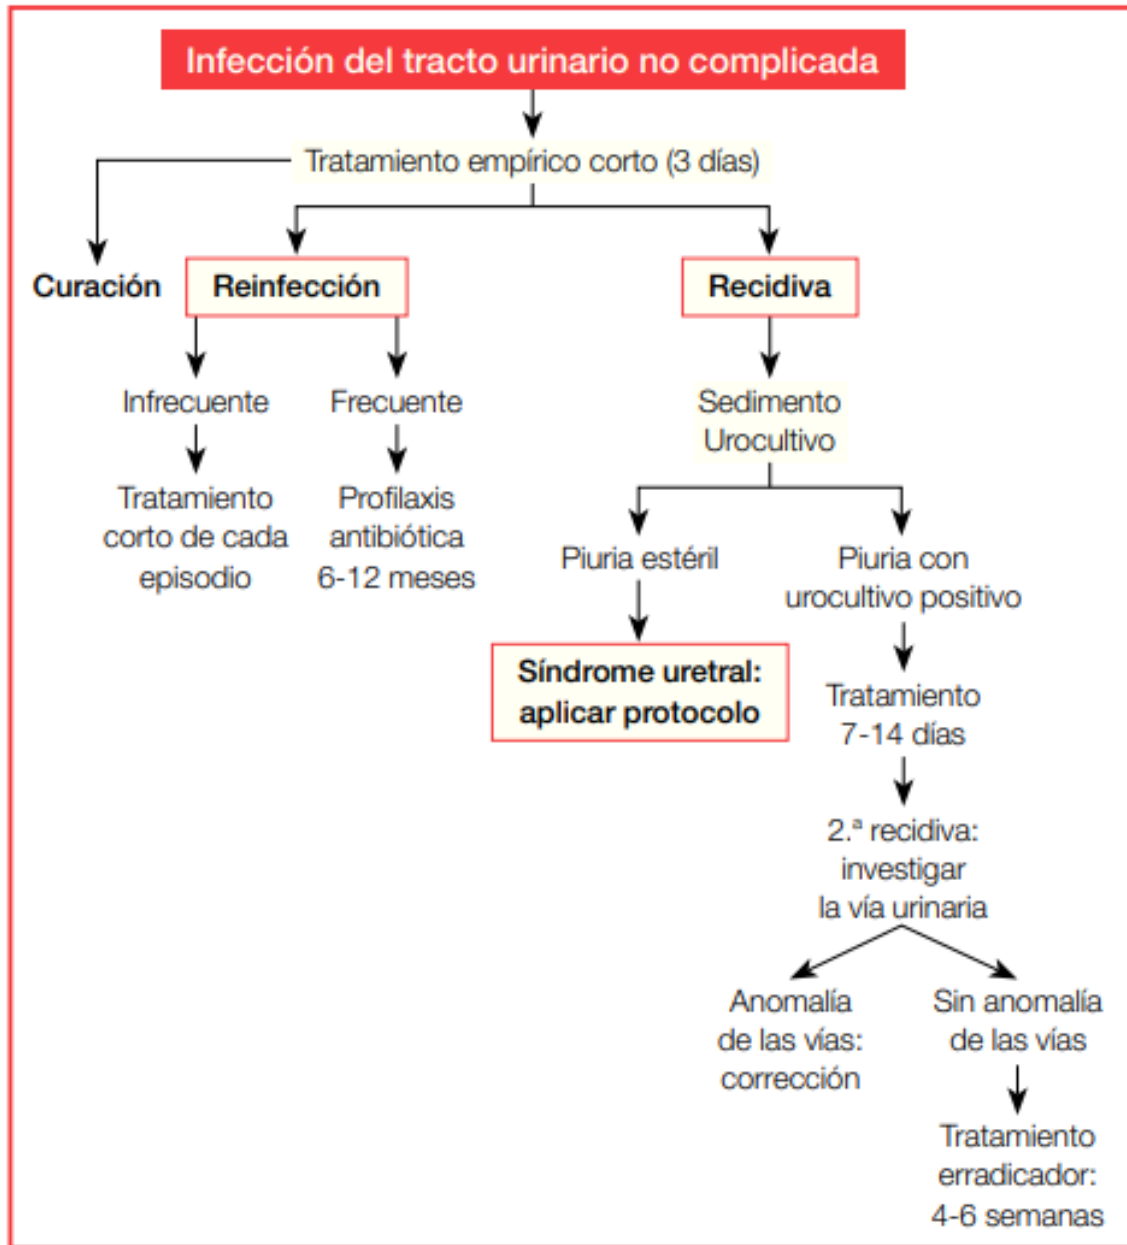 Infección del tracto urinario no complicada
Tratamiento empírico corto (3 días)
Curación
Reinfección
Recidiva
Infrecuente
Frecuente
Sedimento
Urocultivo
Tratamiento
corto de cada
episodio
Profilaxis
antibiótica
6-12 meses
Piuria estéril
Piuria con
urocultivo positivo
Síndrome uretral:
aplicar protocolo
Tratamiento
7-14 días
2.ª recidiva:
investigar
la vía urinaria
Anomalía
de las vías:
corrección
Sin anomalía
de las vías
Tratamiento
erradicador:
4-6 semanas